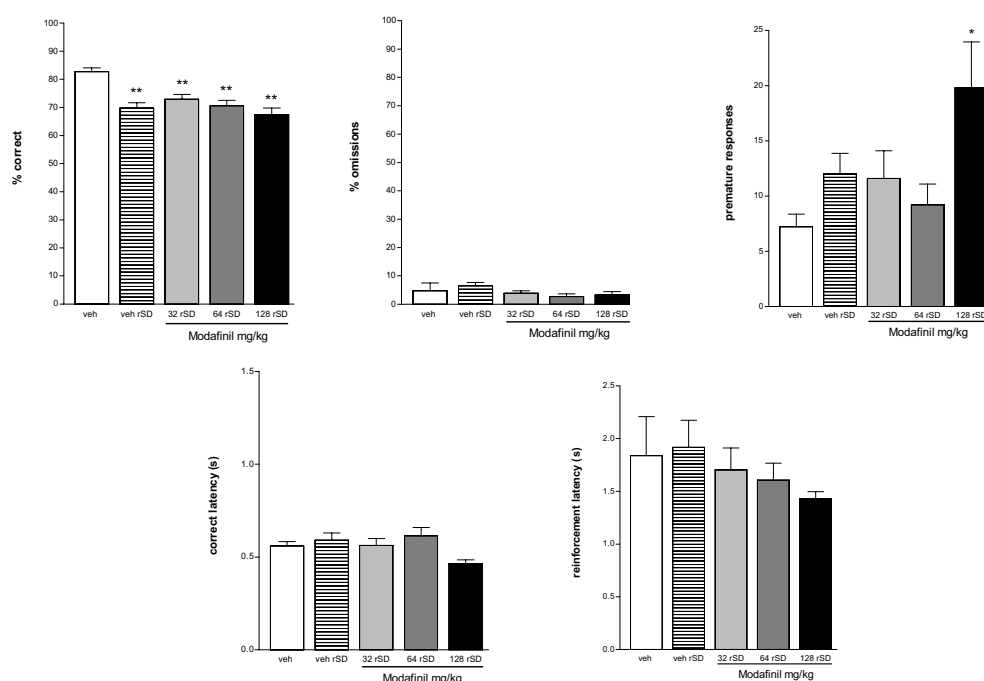 % correct
100
90
80
70
60
50
40
30
20
10
0
**
**
**
**
veh
veh rSD
32 rSD
64 rSD
128 rSD
Modafinil mg/kg
% omissions
100
90
80
70
60
50
40
30
20
10
0
veh
veh rSD
32 rSD
64 rSD
128 rSD
Modafinil mg/kg
premature responses
25
20
15
10
5
0
*
veh
veh rSD
32 rSD
64 rSD
128 rSD
Modafinil mg/kg
correct latency (s)
1.5
1.0
0.5
0.0
veh
veh rSD
32 rSD
64 rSD
128 rSD
Modafinil mg/kg
reinforcement latency (s)
2.5
2.0
1.5
1.0
0.5
0.0
veh
veh rSD
32 rSD
64 rSD
128 rSD
Modafinil mg/kg